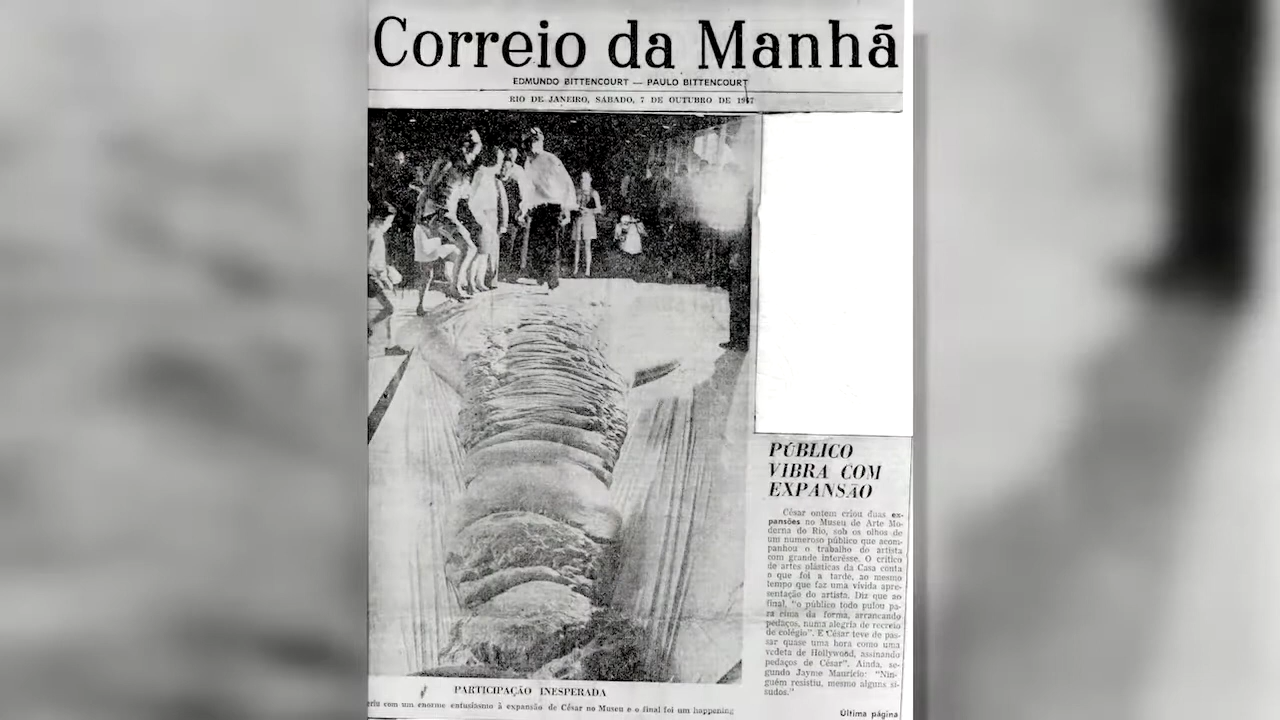 Correio da Manhã
EDMUNDO BITTENCOURT — PAULO BITTENCOURT
RIO DE JANEIRO, SÁBADO, 7 DE OUTUBRO DE 1967
PÚBLICO
VIBRA COM
EXPANSÃO
César ontem criou duas ex-
pansões no Museu de Arte Mo-
derna do Rio, sob os olhos de
um numeroso público que acom-
panhou o trabalho do artista
com grande interêsse. O crítico
de artes plásticas da Casa conta
o que foi a tarde, ao mesmo
tempo que faz uma vívida apre-
sentação do artista. Diz que ao
final, "o público todo pulou pa-
ra cima da forma, arrancando
pedaços, numa alegria de recreio
de colégio". E César teve de pas-
sar quase uma hora como uma
vedeta de Hollywood, assinando
pedaços de César". Ainda, se-
gundo Jayme Maurício: "Nin-
guém resistiu, mesmo alguns si-
sudos."
Última página
PARTICIPAÇÃO INESPERADA
com um enorme entusiasmo à expansão de César no Museu e o final foi um happening